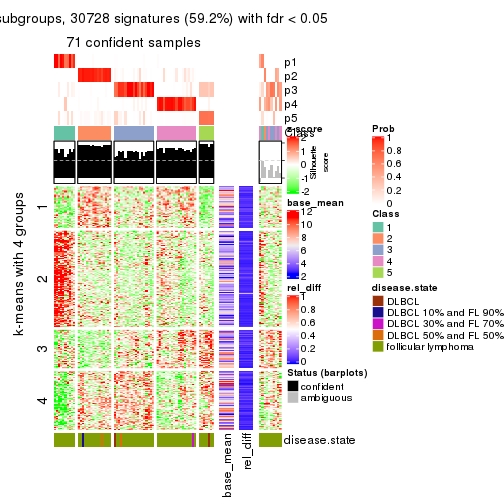 subgroups, 30728 signatures (59.2%) with fdr < 0.05
71 confident samples
p1
p2
p3
p4
p5
Class
z-score
2
1
0
-1
-2
Silhouette
score
1
2
3
4
k-means with 4 groups
base_mean
12
10
8
6
4
2
rel_diff
1
0.8
0.6
0.4
0.2
0
Status (barplots)
confident
ambiguous
Prob
1
0.8
0.6
0.4
0.2
0
Class
1
2
3
4
5
disease.state
DLBCL
DLBCL 10% and FL 90%
DLBCL 30% and FL 70%
DLBCL 50% and FL 50%
follicular lymphoma
disease.state
base_mean
rel_diff